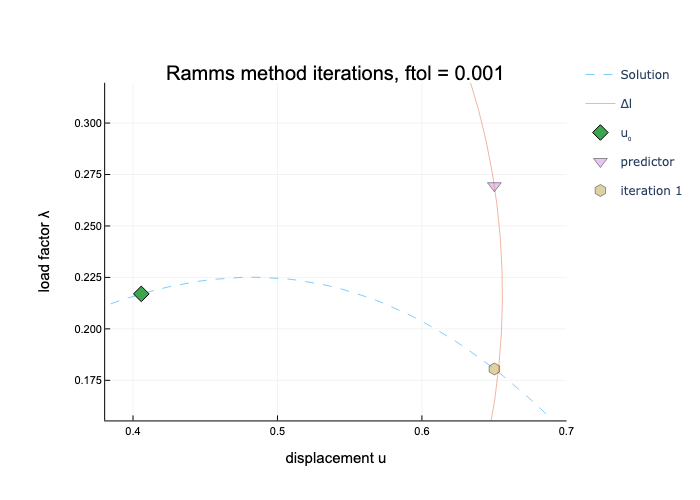 Ramms method iterations, ftol = 0.001
load factor λ
0.300
0.275
0.250
0.225
0.200
0.175
0.4
0.5
0.6
0.7
displacement u
Solution
Δl
u₀
predictor
iteration 1